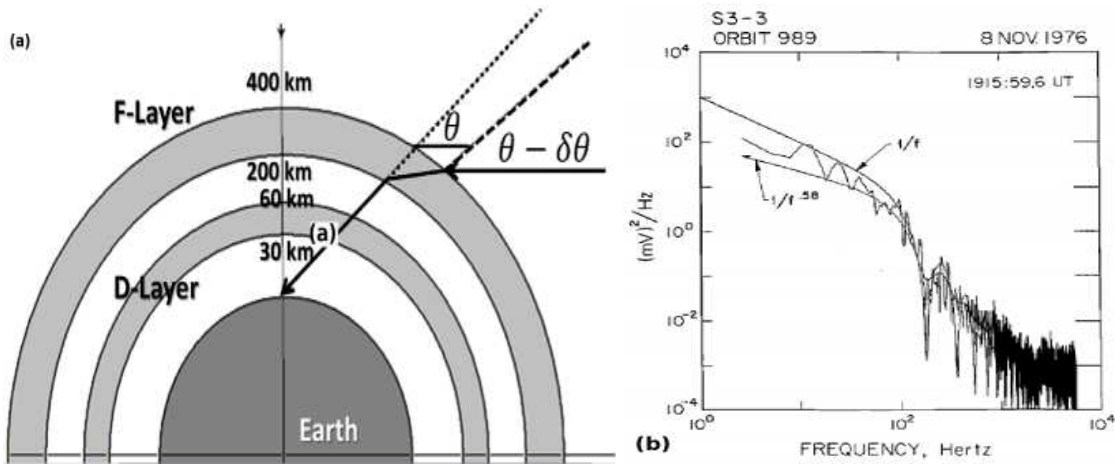 (a)
400 km
F-Layer
θ
θ − δθ
200 km
60 km
(a)
30 km
D-Layer
Earth
S3-3
ORBIT 989
8 NOV. 1976
1915:59.6 UT
10^4
10^2
10^0
10^-2
10^-4
(mV)^2/Hz
1/f
1/f^.58
10^0
10^2
10^4
(b)
FREQUENCY, Hertz